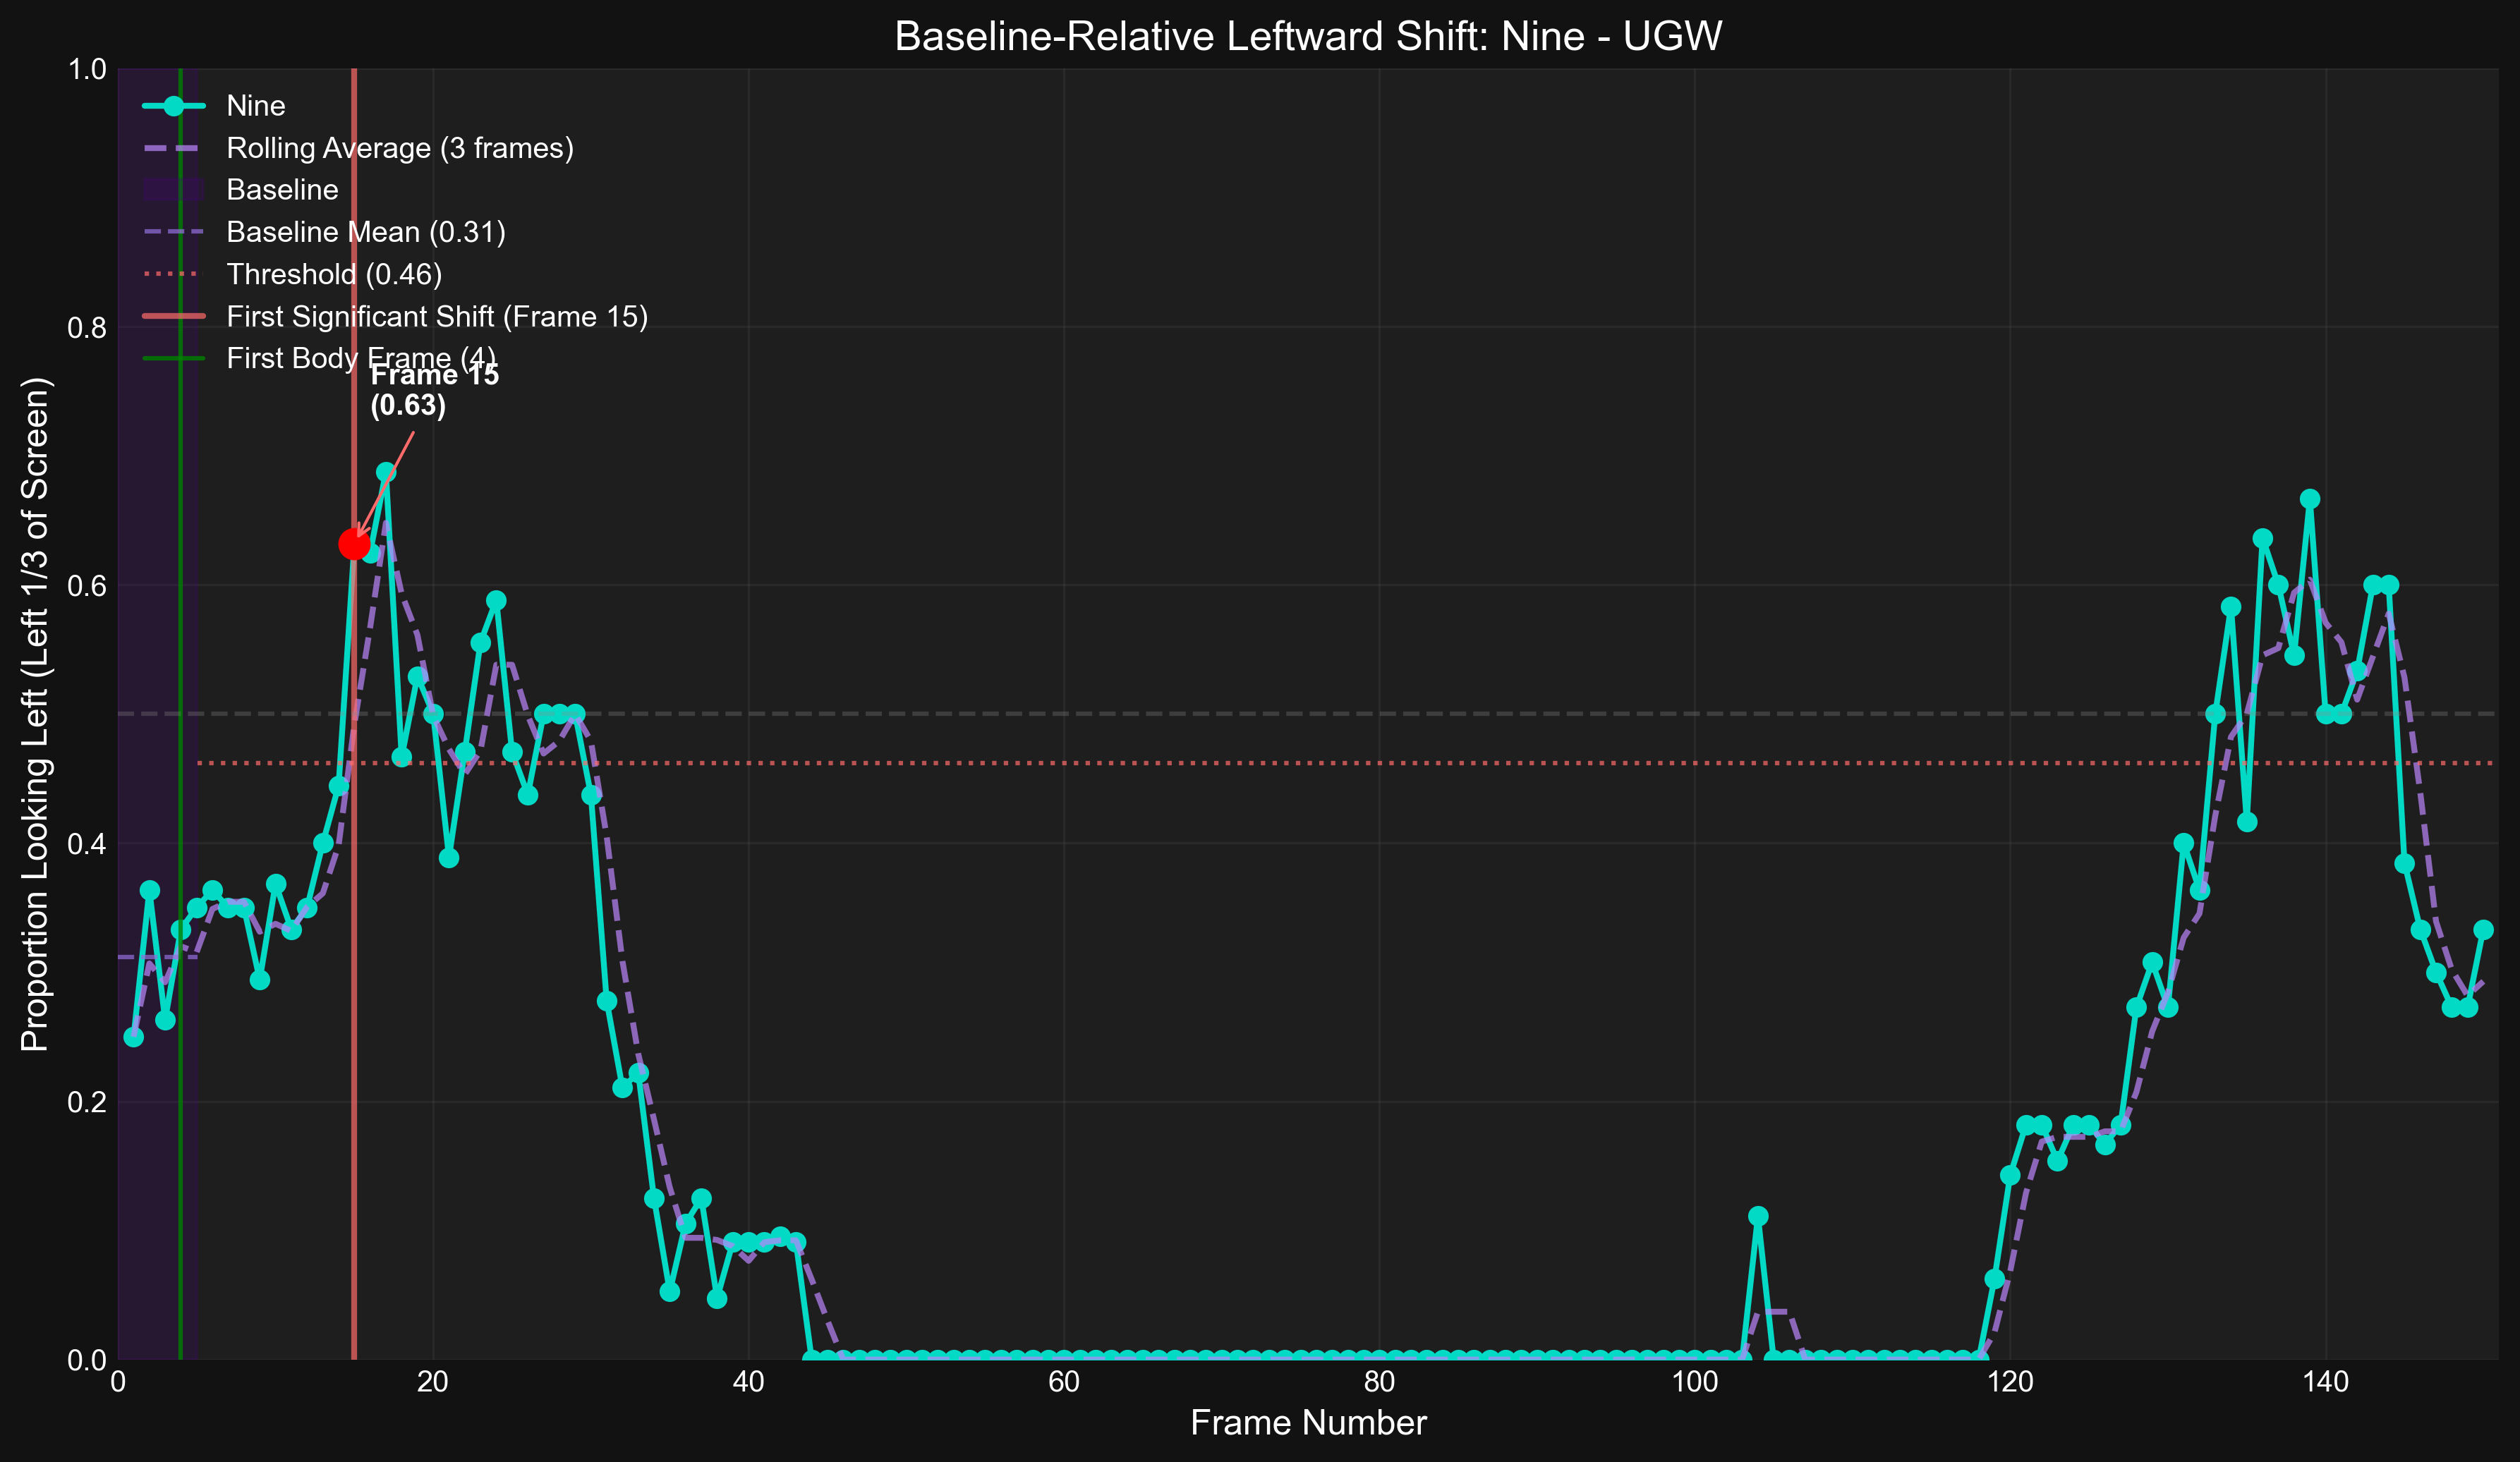 Baseline-Relative Leftward Shift: Nine - UGW
Proportion Looking Left (Left 1/3 of Screen)
1.0
0.8
0.6
0.4
0.2
0.0
Nine
Rolling Average (3 frames)
Baseline
Baseline Mean (0.31)
Threshold (0.46)
First Significant Shift (Frame 15)
First Body Frame (4)
Frame 15
(0.63)
0 20 40 60 80 100 120 140
Frame Number